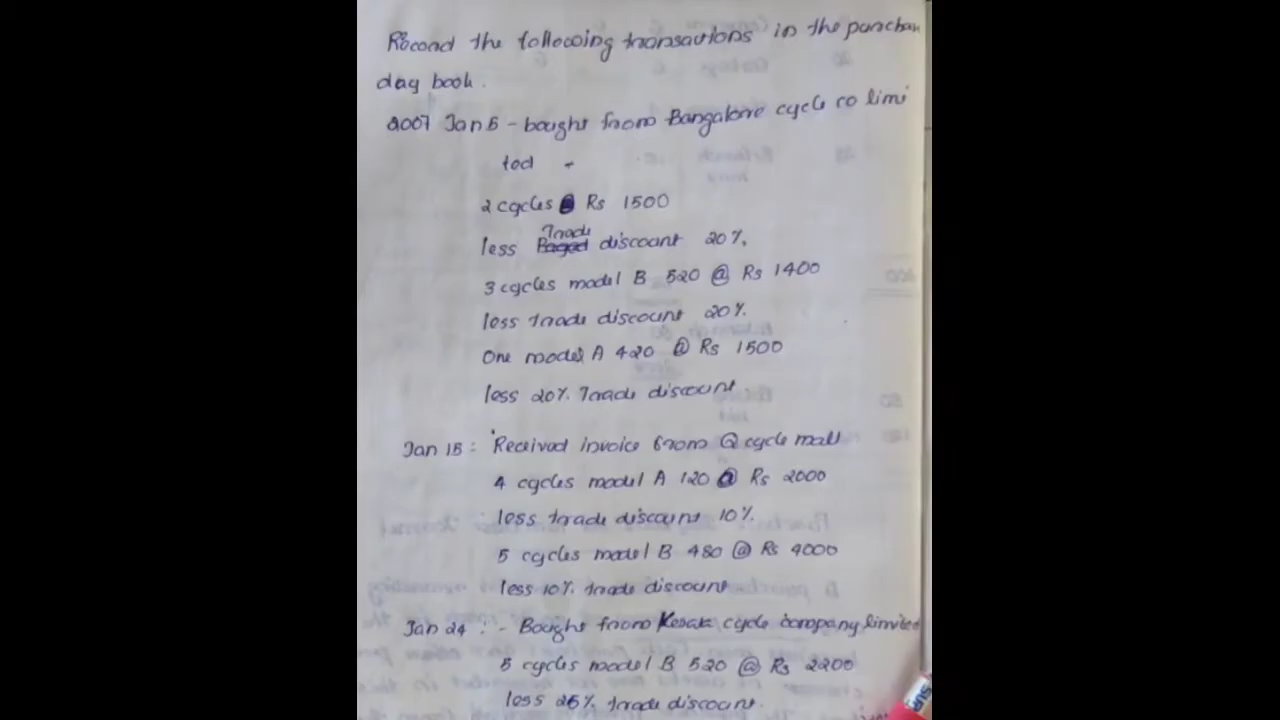 Record the following transactions in the purchas
day book.
2007 Jan 5 - bought from Bangalore cycle co limi
ted -
2 cycles @ Rs 1500
less Trade discount 20%
3 cycles model B 520 @ Rs 1400
less trade discount 20%.
One model A 420 @ Rs 1500
less 20% Trade discount
Jan 15 : Received invoice from Q cycle mall
4 cycles model A 120 @ Rs 2000
less trade discount 10%.
5 cycles model B 480 @ Rs 4000
less 10% trade discount
Jan 24 : - Bought from cycle company limited
5 cycles model B 520 @ Rs 2200
less 25% trade discount.